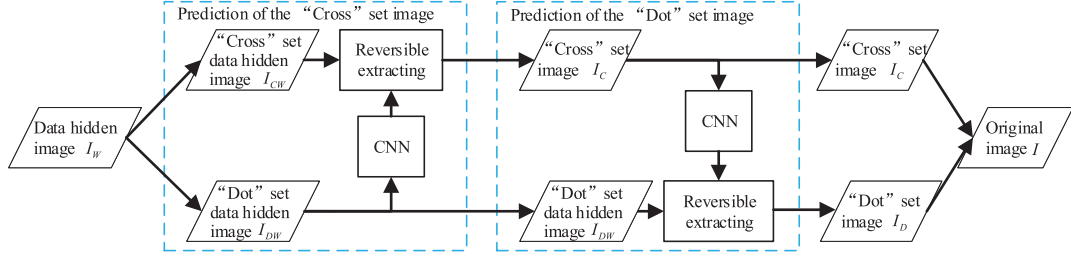 Prediction of the “Cross” set image
Prediction of the “Dot” set image
“Cross” set
data hidden
image I_CW
Reversible
extracting
“Cross” set
image I_C
“Cross” set
image I_C
Data hidden
image I_W
CNN
CNN
Original
image I
“Dot” set
data hidden
image I_DW
“Dot” set
data hidden
image I_DW
Reversible
extracting
“Dot” set
image I_D